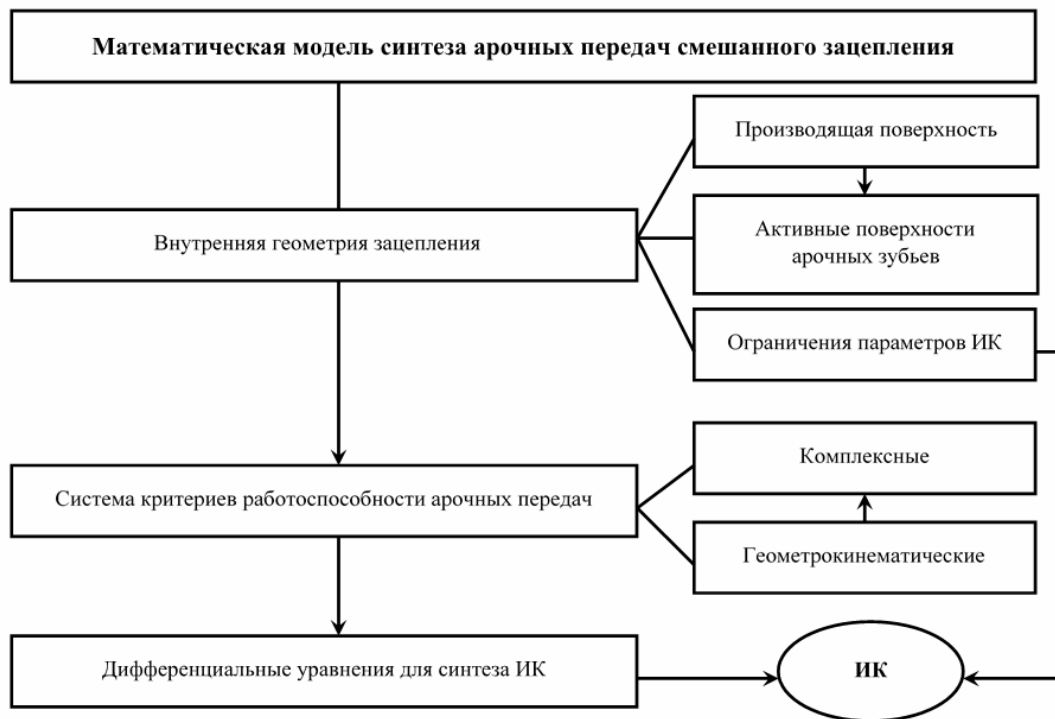 Математическая модель синтеза арочных передач смешанного зацепления
Производящая поверхность
Внутренняя геометрия зацепления
Активные поверхности
арочных зубьев
Ограничения параметров ИК
Система критериев работоспособности арочных передач
Комплексные
Геометрокинематические
Дифференциальные уравнения для синтеза ИК
ИК